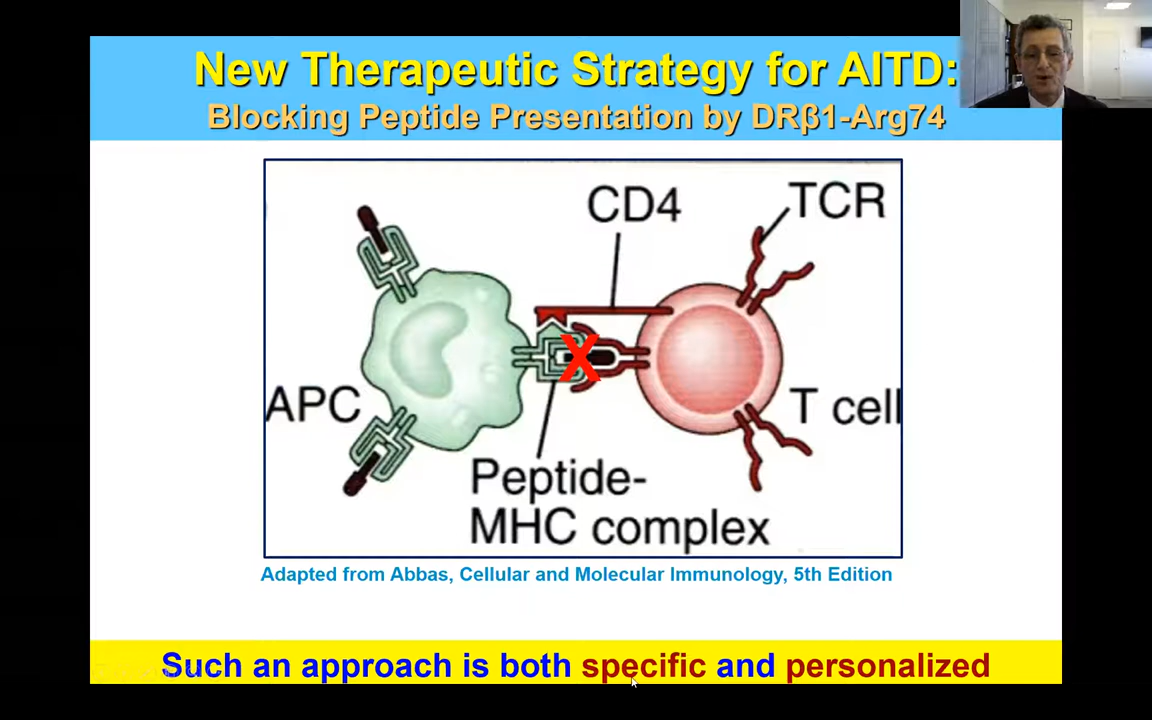 New Therapeutic Strategy for AITD:
Blocking Peptide Presentation by DRβ1-Arg74
CD4
TCR
X
APC
T cell
Peptide-
MHC complex
Adapted from Abbas, Cellular and Molecular Immunology, 5th Edition
Such an approach is both specific and personalized